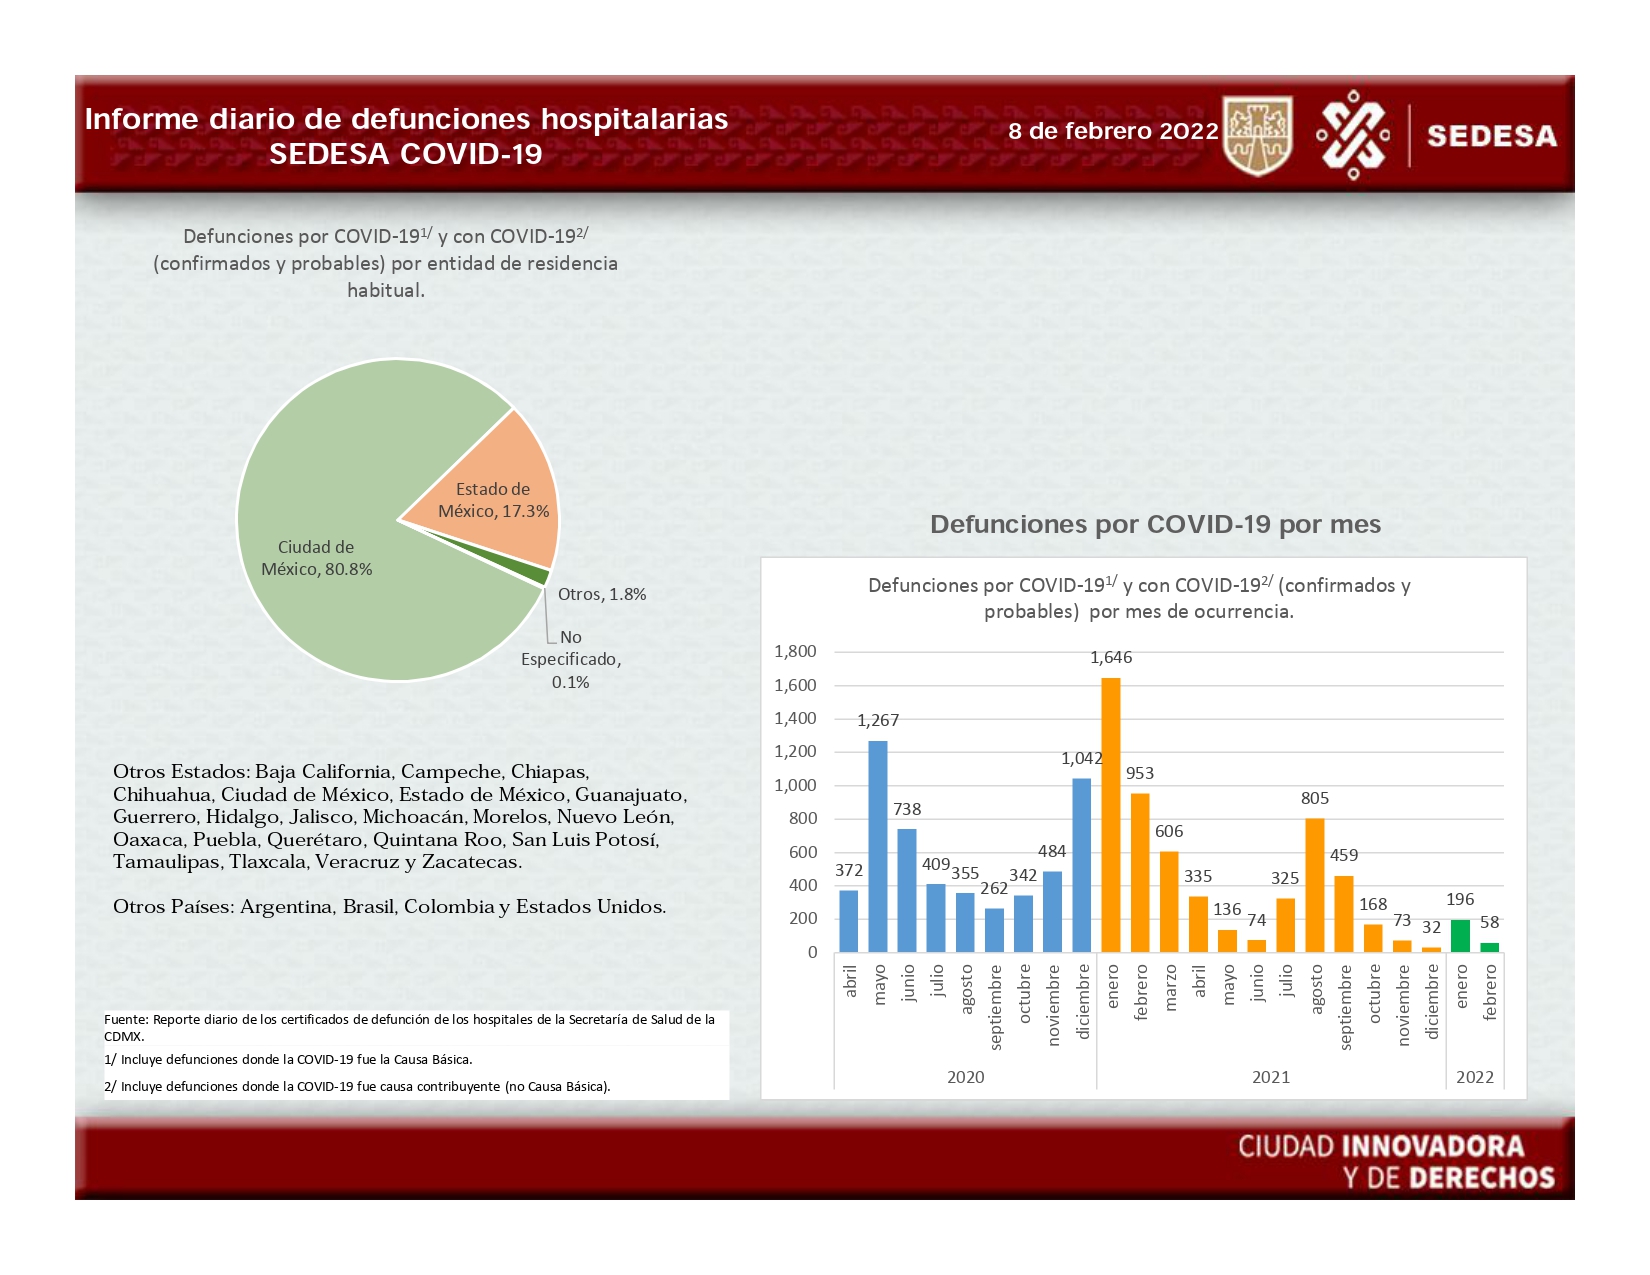 Informe diario de defunciones hospitalarias
SEDESA COVID-19
8 de febrero 2022
SEDESA
Defunciones por COVID-19¹/ y con COVID-19²/
(confirmados y probables) por entidad de residencia
habitual.
Estado de
México, 17.3%
Ciudad de
México, 80.8%
Otros, 1.8%
No
Especificado,
0.1%
Otros Estados: Baja California, Campeche, Chiapas,
Chihuahua, Ciudad de México, Estado de México, Guanajuato,
Guerrero, Hidalgo, Jalisco, Michoacán, Morelos, Nuevo León,
Oaxaca, Puebla, Querétaro, Quintana Roo, San Luis Potosí,
Tamaulipas, Tlaxcala, Veracruz y Zacatecas.
Otros Países: Argentina, Brasil, Colombia y Estados Unidos.
Fuente: Reporte diario de los certificados de defunción de los hospitales de la Secretaría de Salud de la
CDMX.
1/ Incluye defunciones donde la COVID-19 fue la Causa Básica.
2/ Incluye defunciones donde la COVID-19 fue causa contribuyente (no Causa Básica).
Defunciones por COVID-19 por mes
Defunciones por COVID-19¹/ y con COVID-19²/ (confirmados y
probables) por mes de ocurrencia.
1,800
1,600
1,400
1,200
1,000
800
600
400
200
0
372
1,267
738
409
355
262
342
484
1,042
1,646
953
606
335
136
74
325
805
459
168
73
32
196
58
abril
mayo
junio
julio
agosto
septiembre
octubre
noviembre
diciembre
enero
febrero
marzo
abril
mayo
junio
julio
agosto
septiembre
octubre
noviembre
diciembre
enero
febrero
2020
2021
2022
CIUDAD INNOVADORA
Y DE DERECHOS